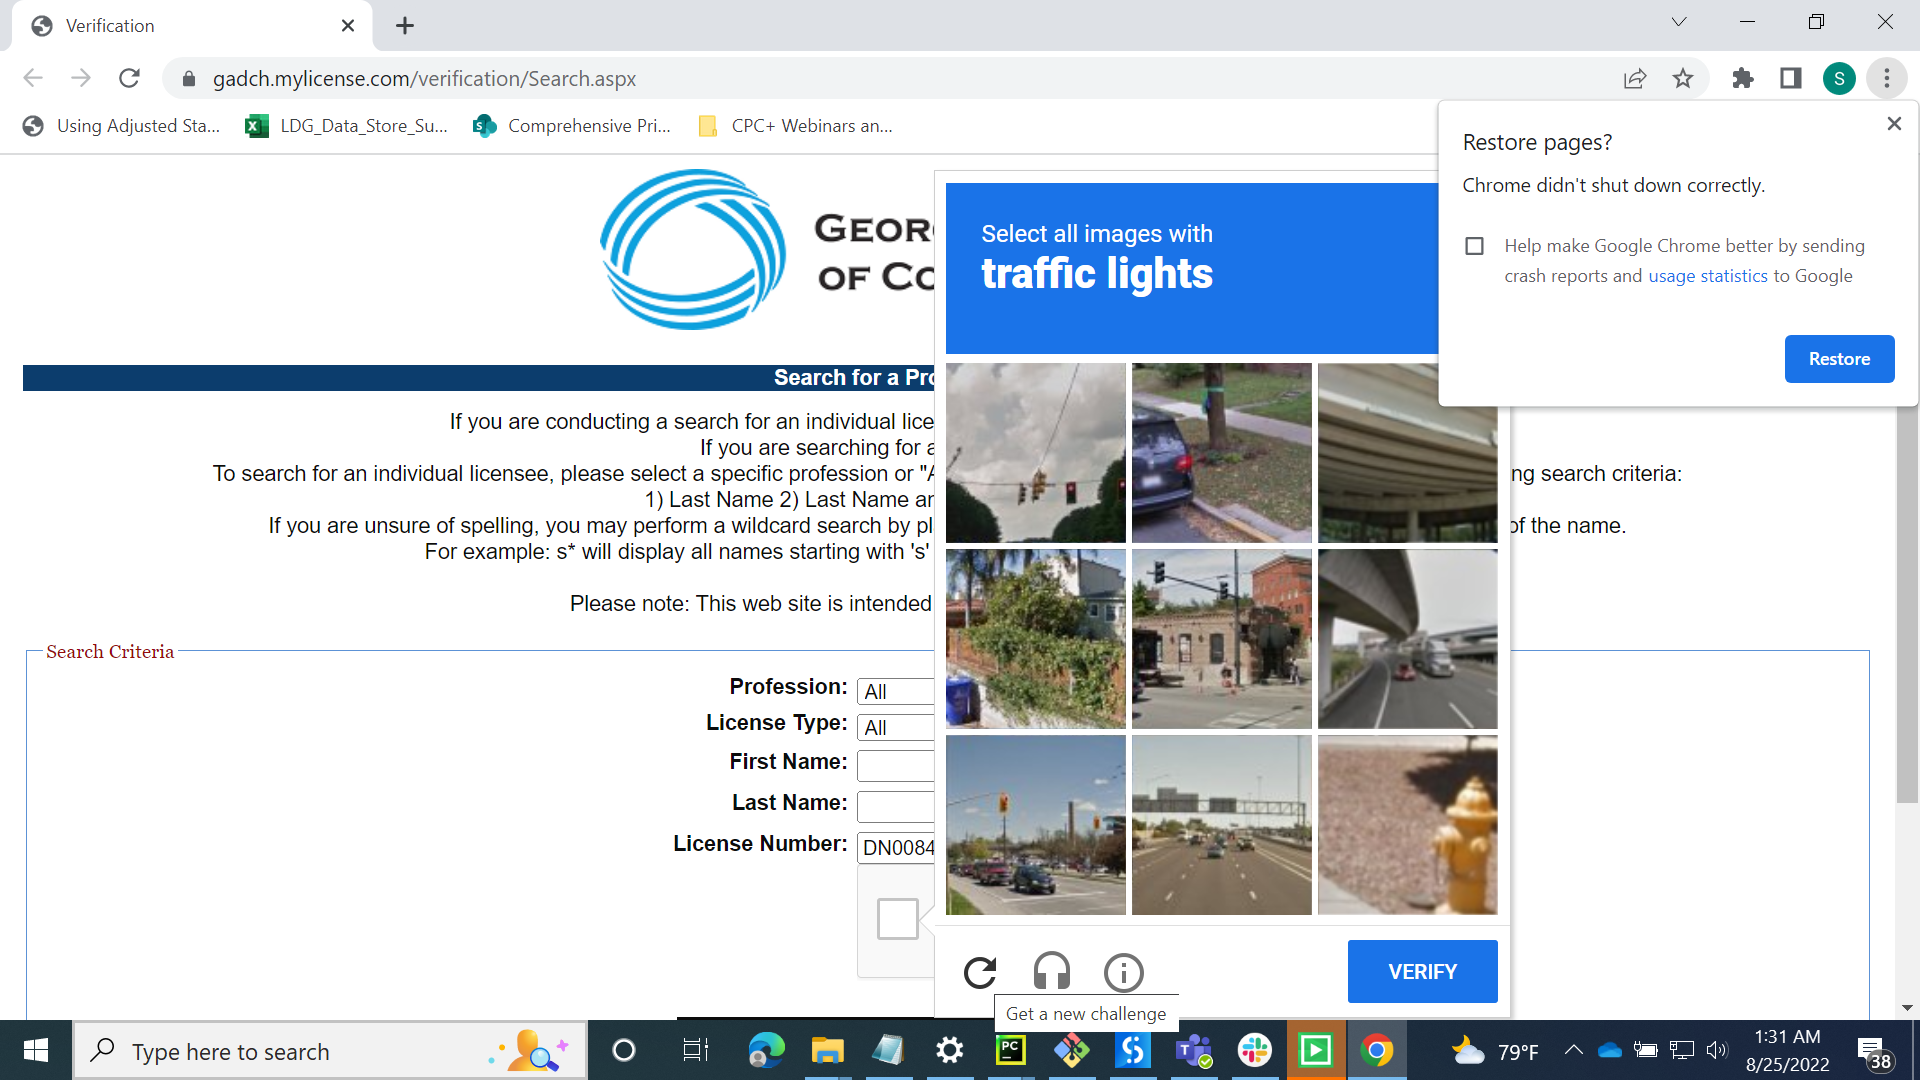 Verification
gadch.mylicense.com/verification/Search.aspx
S
Using Adjusted Sta...
LDG_Data_Store_Su...
Comprehensive Pri...
CPC+ Webinars an...
Restore pages?
Chrome didn't shut down correctly.
Help make Google Chrome better by sending
crash reports and usage statistics to Google
Restore
GEOR
OF CO
Select all images with
traffic lights
Search for a Pro
If you are conducting a search for an individual lice
If you are searching for a
To search for an individual licensee, please select a specific profession or "A ng search criteria:
1) Last Name 2) Last Name an
If you are unsure of spelling, you may perform a wildcard search by pl of the name.
For example: s* will display all names starting with 's'
Please note: This web site is intended
Search Criteria
Profession: All
License Type: All
First Name:
Last Name:
License Number: DN0084
VERIFY
Get a new challenge
Type here to search
PC
79°F
1:31 AM
8/25/2022
38